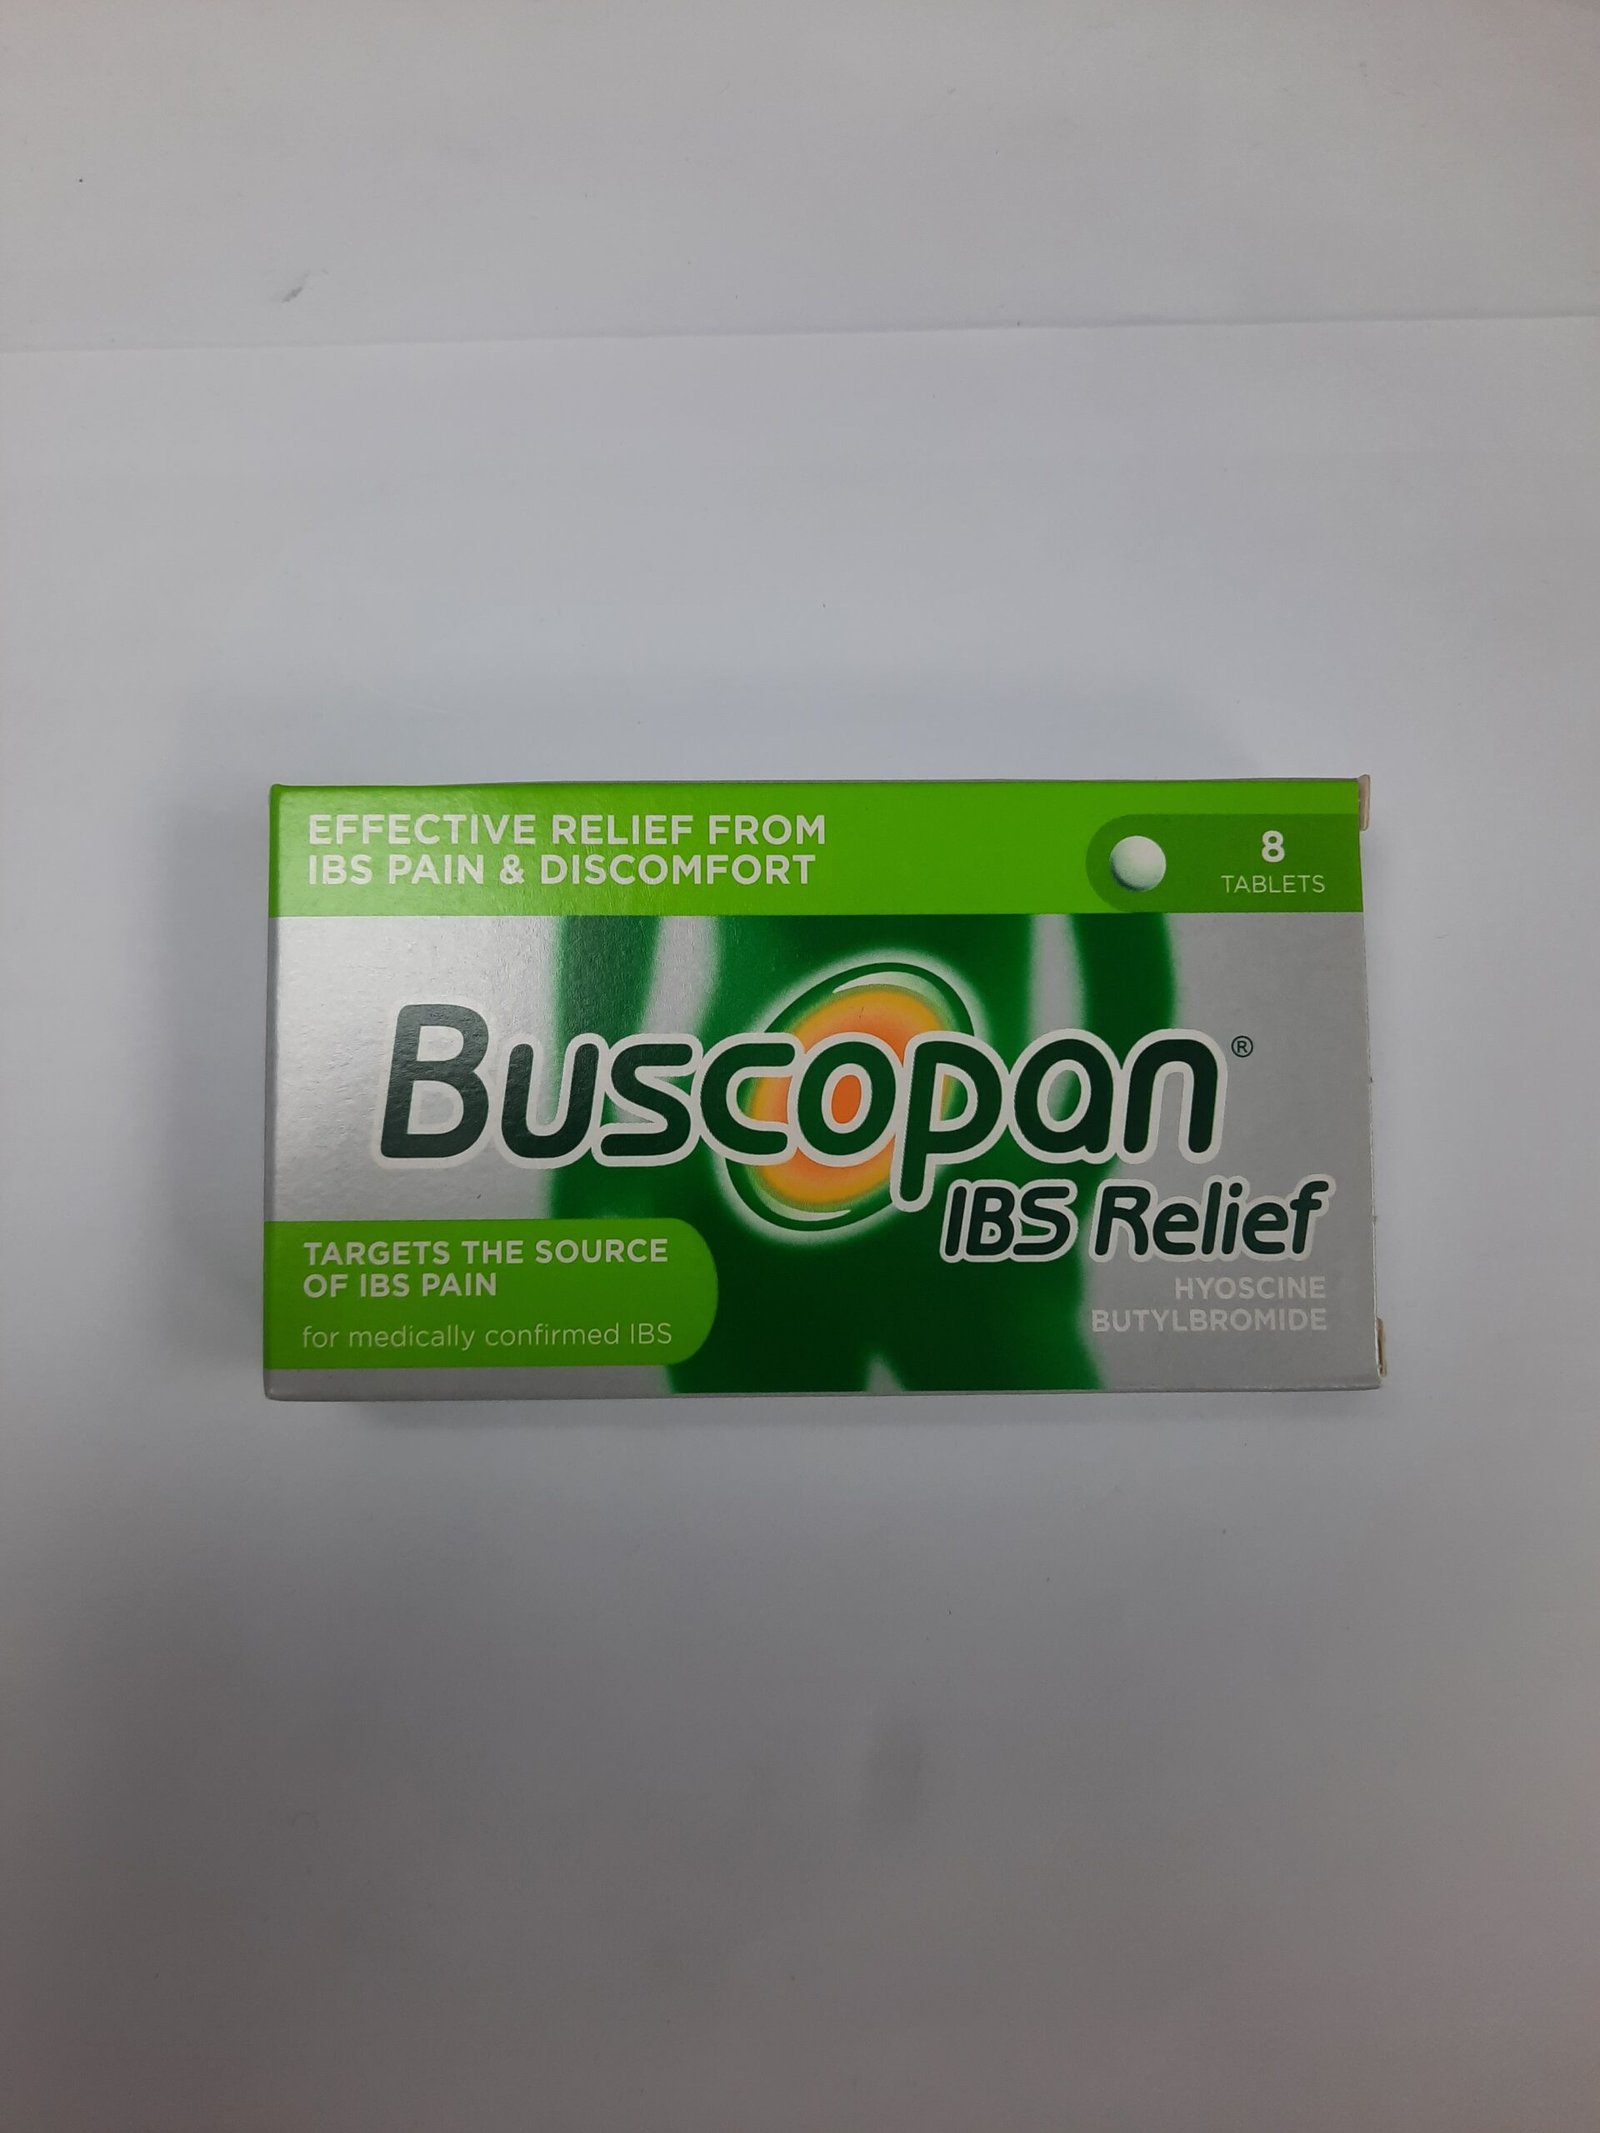 EFFECTIVE RELIEF FROM
IBS PAIN & DISCOMFORT
8
TABLETS
Buscopan®
IBS Relief
HYOSCINE
BUTYLBROMIDE
TARGETS THE SOURCE
OF IBS PAIN
for medically confirmed IBS